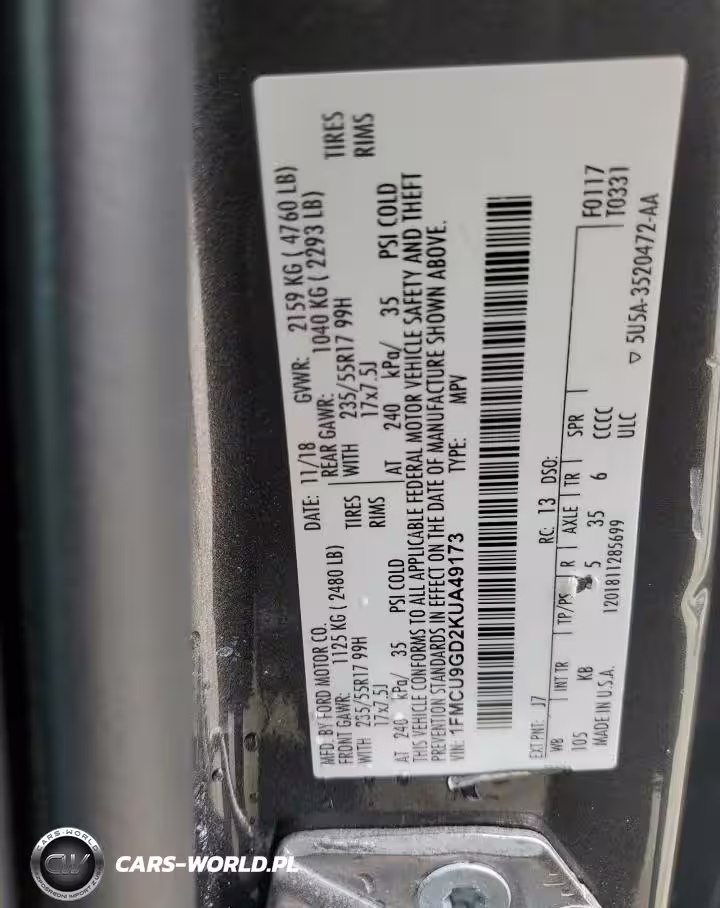 MFD. BY FORD MOTOR CO. DATE: 11/18 GVWR: 2159 KG ( 4760 LB)
FRONT GAWR: 1125 KG ( 2480 LB) REAR GAWR: 1040 KG ( 2293 LB)
WITH 235/55R17 99H TIRES WITH 235/55R17 99H TIRES
17x7.5J RIMS 17x7.5J RIMS
AT 240 kPa/ 35 PSI COLD AT 240 kPa/ 35 PSI COLD
THIS VEHICLE CONFORMS TO ALL APPLICABLE FEDERAL MOTOR VEHICLE SAFETY AND THEFT
PREVENTION STANDARDS IN EFFECT ON THE DATE OF MANUFACTURE SHOWN ABOVE.
VIN: 1FMCU9GD2KUA49173 TYPE: MPV
EXT PNT: J7 RC: 13 DSO: F0117
WB INT TR TP/PS R AXLE TR SPR T0331
105 KB 5 35 6 CCCC
MADE IN U.S.A. 1201811285699 ULC
▽ 5U5A-3520472-AA
CARS-WORLD
CW
CARS-WORLD.PL